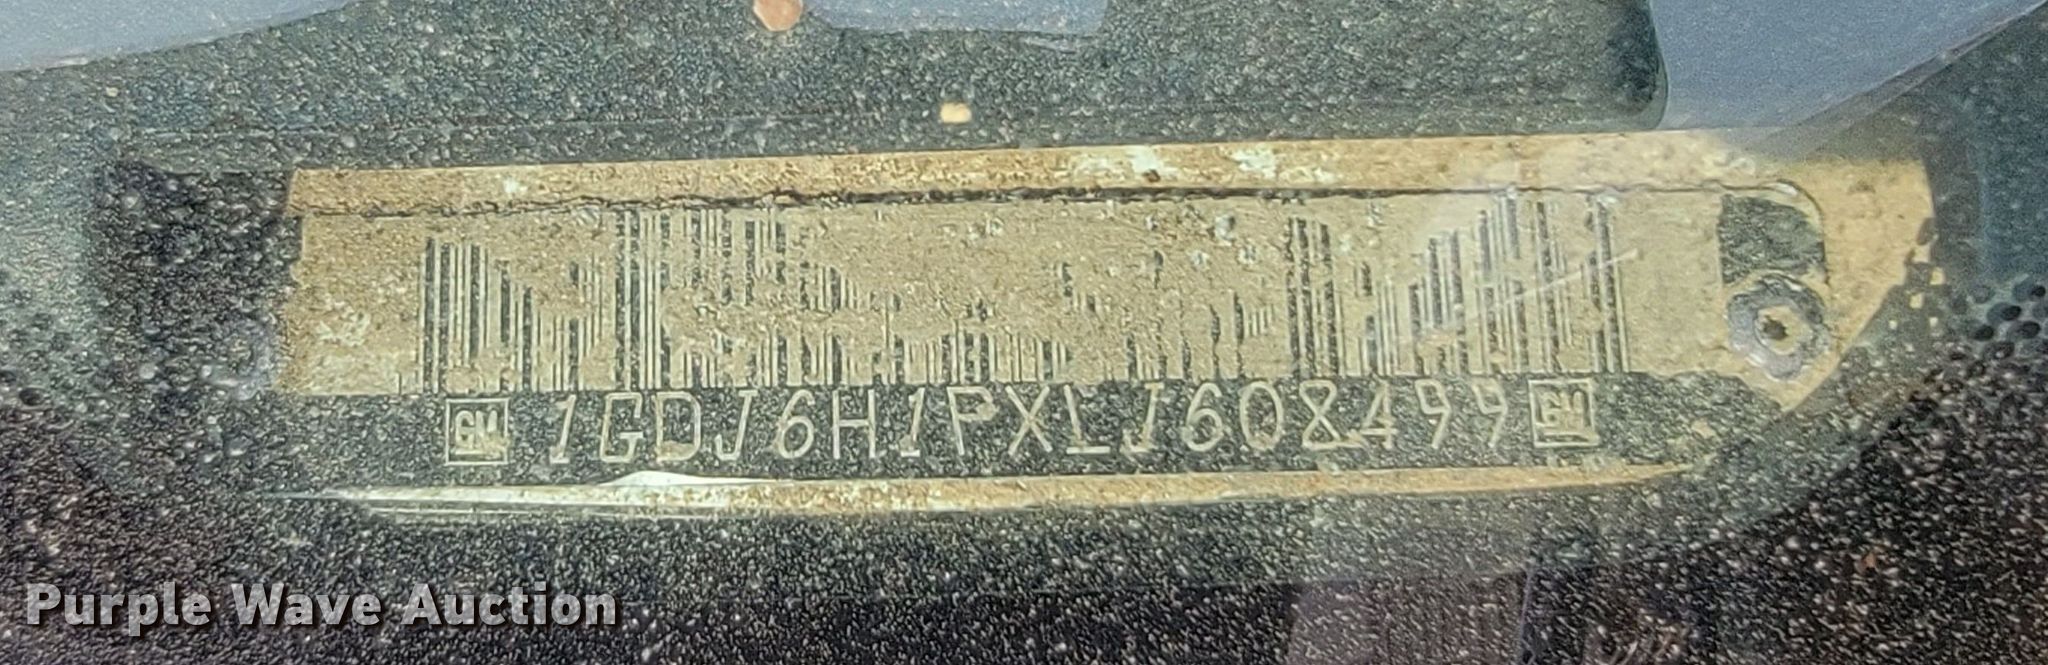 GM 1GDJ6H1PXLJ608499 GM
Purple Wave Auction